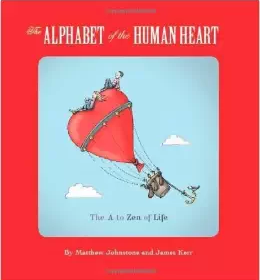 The ALPHABET of the HUMAN HEART
The A to Zen of Life
By Matthew Johnstone and James Kerr